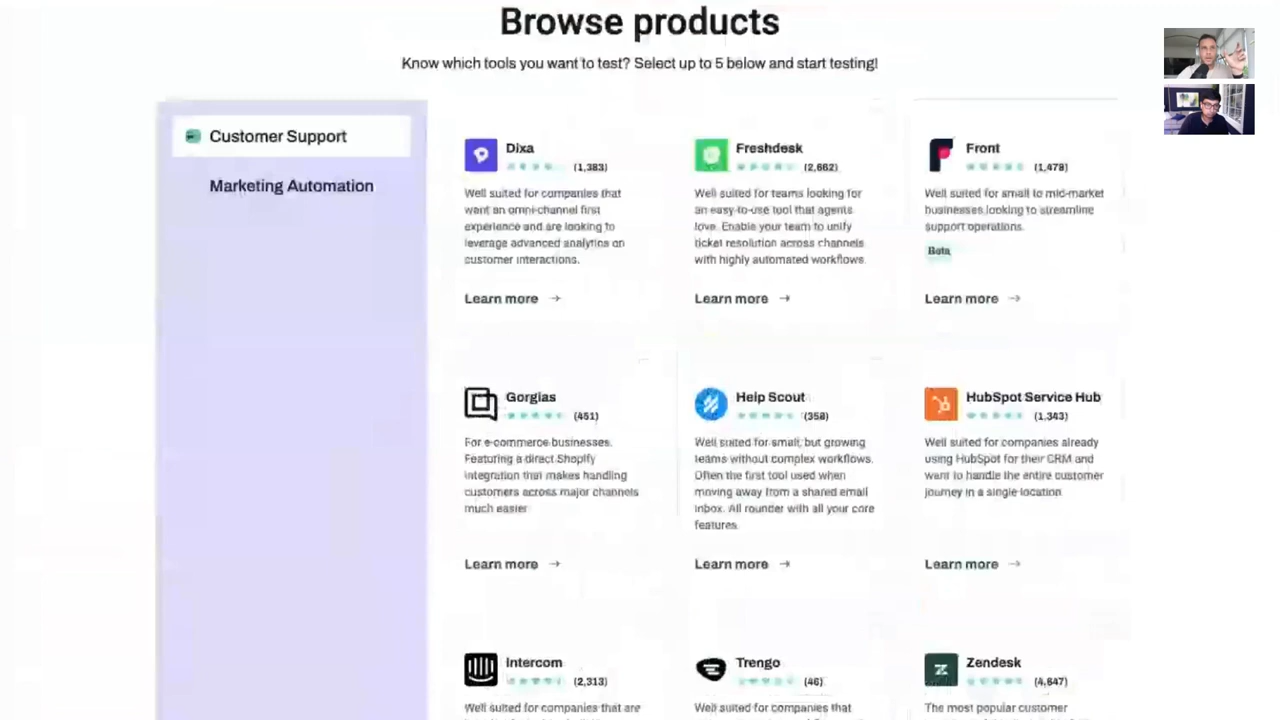 Browse products
Know which tools you want to test? Select up to 5 below and start testing!
Customer Support
Marketing Automation
Dixa
(1,383)
Well suited for companies that
want an omni-channel first
experience and are looking to
leverage advanced analytics on
customer interactions.
Learn more →
Freshdesk
(2,662)
Well suited for teams looking for
an easy-to-use tool that agents
love. Enable your team to unify
ticket resolution across channels
with highly automated workflows.
Learn more →
Front
(1,478)
Well suited for small to mid-market
businesses looking to streamline
support operations.
Beta
Learn more →
Gorgias
(451)
For e-commerce businesses.
Featuring a direct Shopify
integration that makes handling
customers across major channels
much easier
Learn more →
Help Scout
(358)
Well suited for small, but growing
teams without complex workflows.
Often the first tool used when
moving away from a shared email
inbox. All rounder with all your core
features.
Learn more →
HubSpot Service Hub
(1,343)
Well suited for companies already
using HubSpot for their CRM and
want to handle the entire customer
journey in a single location
Learn more →
Intercom
(2,313)
Well suited for companies that are
Trengo
(46)
Well suited for companies that
Zendesk
(4,647)
The most popular customer